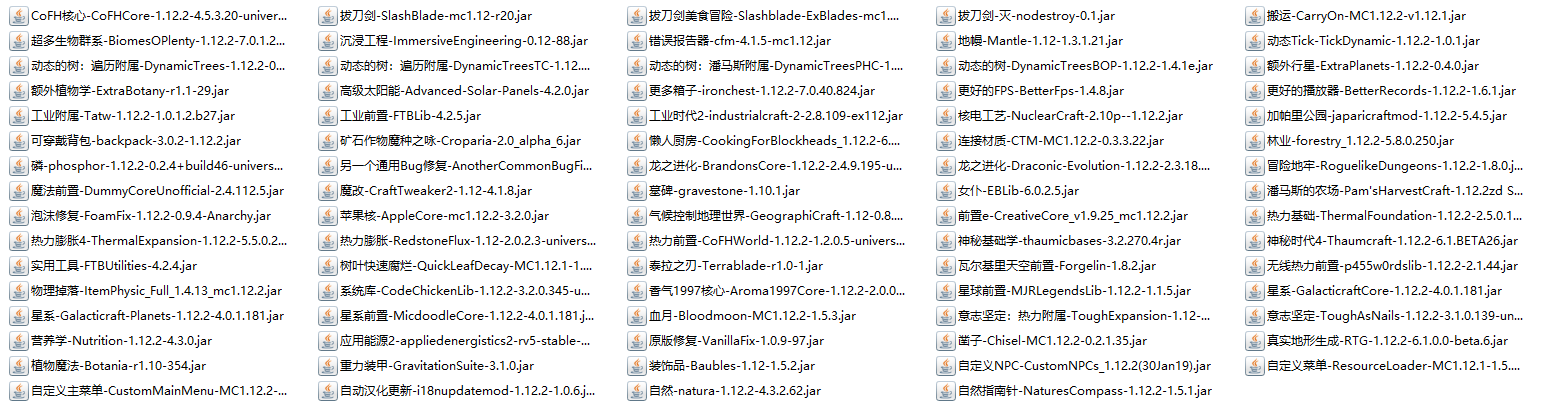 CoFH核心-CoFHCore-1.12.2-4.5.3.20-univer... 拔刀剑-SlashBlade-mc1.12-r20.jar 拔刀剑美食冒险-Slashblade-ExBlades-mc1.... 拔刀剑-灭-nodestroy-0.1.jar 搬运-CarryOn-MC1.12.2-v1.12.1.jar
超多生物群系-BiomesOPlenty-1.12.2-7.0.1.2... 沉浸工程-ImmersiveEngineering-0.12-88.jar 错误报告器-cfm-4.1.5-mc1.12.jar 地幔-Mantle-1.12-1.3.1.21.jar 动态Tick-TickDynamic-1.12.2-1.0.1.jar
动态的树：遍历附属-DynamicTrees-1.12.2-0... 动态的树：遍历附属-DynamicTreesTC-1.12.... 动态的树：潘马斯附属-DynamicTreesPHC-1.... 动态的树-DynamicTreesBOP-1.12.2-1.4.1e.jar 额外行星-ExtraPlanets-1.12.2-0.4.0.jar
额外植物学-ExtraBotany-r1.1-29.jar 高级太阳能-Advanced-Solar-Panels-4.2.0.jar 更多箱子-ironchest-1.12.2-7.0.40.824.jar 更好的FPS-BetterFps-1.4.8.jar 更好的播放器-BetterRecords-1.12.2-1.6.1.jar
工业附属-Tatw-1.12.2-1.0.1.2.b27.jar 工业前置-FTBLib-4.2.5.jar 工业时代2-industrialcraft-2-2.8.109-ex112.jar 核电工艺-NuclearCraft-2.10p--1.12.2.jar 加帕里公园-japaricraftmod-1.12.2-5.4.5.jar
可穿戴背包-backpack-3.0.2-1.12.2.jar 矿石作物魔种之咏-Croparia-2.0_alpha_6.jar 懒人厨房-CookingForBlockheads_1.12.2-6.... 连接材质-CTM-MC1.12.2-0.3.3.22.jar 林业-forestry_1.12.2-5.8.0.250.jar
磷-phosphor-1.12.2-0.2.4+build46-univers... 另一个通用Bug修复-AnotherCommonBugFi... 龙之进化-BrandonsCore-1.12.2-2.4.9.195-u... 龙之进化-Draconic-Evolution-1.12.2-2.3.18.... 冒险地牢-RoguelikeDungeons-1.12.2-1.8.0.j...
魔法前置-DummyCoreUnofficial-2.4.112.5.jar 魔改-CraftTweaker2-1.12-4.1.8.jar 墓碑-gravestone-1.10.1.jar 女仆-EBLib-6.0.2.5.jar 潘马斯的农场-Pam'sHarvestCraft-1.12.2zd S...
泡沫修复-FoamFix-1.12.2-0.9.4-Anarchy.jar 苹果核-AppleCore-mc1.12.2-3.2.0.jar 气候控制地理世界-GeographiCraft-1.12-0.8.... 前置e-CreativeCore_v1.9.25_mc1.12.2.jar 热力基础-ThermalFoundation-1.12.2-2.5.0.1...
热力膨胀4-ThermalExpansion-1.12.2-5.5.0.2... 热力膨胀-RedstoneFlux-1.12-2.0.2.3-univers... 热力前置-CoFHWorld-1.12.2-1.2.0.5-univers... 神秘基础学-thaumicbases-3.2.270.4r.jar 神秘时代4-Thaumcraft-1.12.2-6.1.BETA26.jar
实用工具-FTBUtilities-4.2.4.jar 树叶快速腐烂-QuickLeafDecay-MC1.12.1-1.... 泰拉之刃-Terrablade-r1.0-1.jar 瓦尔基里天空前置-Forgelin-1.8.2.jar 无线热力前置-p455w0rdslib-1.12.2-2.1.44.jar
物理掉落-ItemPhysic_Full_1.4.13_mc1.12.2.jar 系统库-CodeChickenLib-1.12.2-3.2.0.345-u... 香气1997核心-Aroma1997Core-1.12.2-2.0.0... 星球前置-MJRLegendsLib-1.12.2-1.1.5.jar 星系-GalacticraftCore-1.12.2-4.0.1.181.jar
星系-Galacticraft-Planets-1.12.2-4.0.1.181.jar 星系前置-MicdoodleCore-1.12.2-4.0.1.181.j... 血月-Bloodmoon-MC1.12.2-1.5.3.jar 意志坚定：热力附属-ToughExpansion-1.12-... 意志坚定-ToughAsNails-1.12.2-3.1.0.139-un...
营养学-Nutrition-1.12.2-4.3.0.jar 应用能源2-appliedenergistics2-rv5-stable-... 原版修复-VanillaFix-1.0.9-97.jar 凿子-Chisel-MC1.12.2-0.2.1.35.jar 真实地形生成-RTG-1.12.2-6.1.0.0-beta.6.jar
植物魔法-Botania-r1.10-354.jar 重力装甲-GravitationSuite-3.1.0.jar 装饰品-Baubles-1.12-1.5.2.jar 自定义NPC-CustomNPCs_1.12.2(30Jan19).jar 自定义菜单-ResourceLoader-MC1.12.1-1.5....
自定义主菜单-CustomMainMenu-MC1.12.2-... 自动汉化更新-i18nupdatemod-1.12.2-1.0.6.j... 自然-natura-1.12.2-4.3.2.62.jar 自然指南针-NaturesCompass-1.12.2-1.5.1.jar